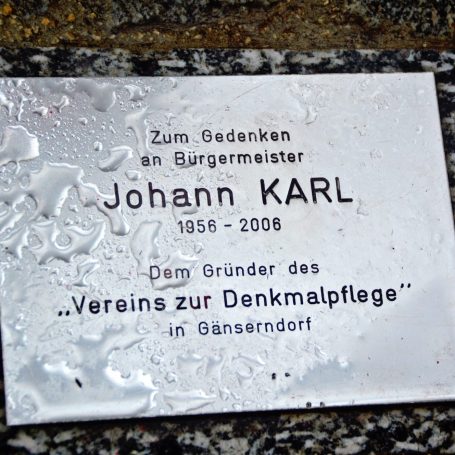 Zum Gedenken
an Bürgermeister
Johann KARL
1956 - 2006
Dem Gründer des
„Vereins zur Denkmalpflege"
in Gänserndorf